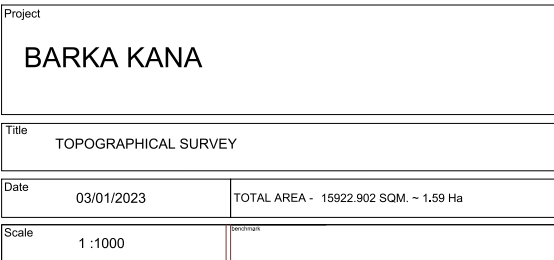 Project
BARKA KANA
Title
TOPOGRAPHICAL SURVEY
Date
03/01/2023
TOTAL AREA - 15922.902 SQM. ~ 1.59 Ha
Scale
1 :1000
benchmark